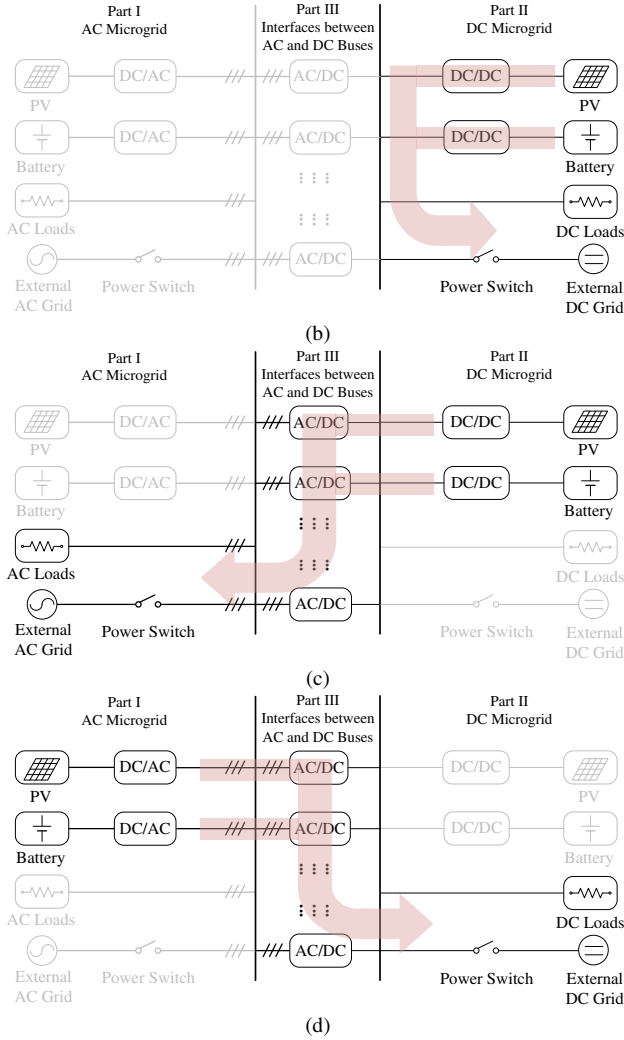 Part I
AC Microgrid
Part III
Interfaces between
AC and DC Buses
Part II
DC Microgrid
DC/AC
AC/DC
DC/DC
PV
PV
DC/AC
AC/DC
DC/DC
Battery
Battery
AC Loads
DC Loads
AC/DC
External
AC Grid
Power Switch
Power Switch
External
DC Grid
(b)
Part I
AC Microgrid
Part III
Interfaces between
AC and DC Buses
Part II
DC Microgrid
DC/AC
AC/DC
DC/DC
PV
PV
DC/AC
AC/DC
DC/DC
Battery
Battery
AC Loads
DC Loads
AC/DC
External
AC Grid
Power Switch
Power Switch
External
DC Grid
(c)
Part I
AC Microgrid
Part III
Interfaces between
AC and DC Buses
Part II
DC Microgrid
DC/AC
AC/DC
DC/DC
PV
PV
DC/AC
AC/DC
DC/DC
Battery
Battery
AC Loads
DC Loads
AC/DC
External
AC Grid
Power Switch
Power Switch
External
DC Grid
(d)